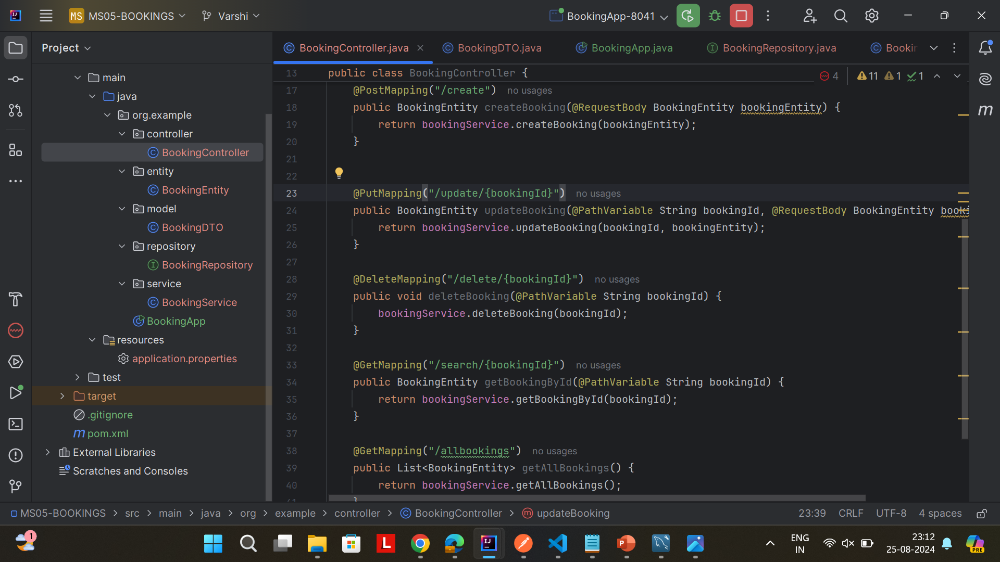 MS MS05-BOOKINGS Varshi BookingApp-8041
Project
BookingController.java BookingDTO.java BookingApp.java BookingRepository.java
4 11 1 1
main
java
org.example
controller
BookingController
entity
BookingEntity
model
BookingDTO
repository
BookingRepository
service
BookingService
BookingApp
resources
application.properties
test
target
.gitignore
m pom.xml
External Libraries
Scratches and Consoles
13 public class BookingController {
17 @PostMapping("/create") no usages
18 public BookingEntity createBooking(@RequestBody BookingEntity bookingEntity) {
19 return bookingService.createBooking(bookingEntity);
20 }
21
22
23 @PutMapping("/update/{bookingId}") no usages
24 public BookingEntity updateBooking(@PathVariable String bookingId, @RequestBody BookingEntity
25 return bookingService.updateBooking(bookingId, bookingEntity);
26 }
27
28 @DeleteMapping("/delete/{bookingId}") no usages
29 public void deleteBooking(@PathVariable String bookingId) {
30 bookingService.deleteBooking(bookingId);
31 }
32
33 @GetMapping("/search/{bookingId}") no usages
34 public BookingEntity getBookingById(@PathVariable String bookingId) {
35 return bookingService.getBookingById(bookingId);
36 }
37
38 @GetMapping("/allbookings") no usages
39 public List<BookingEntity> getAllBookings() {
40 return bookingService.getAllBookings();
MS05-BOOKINGS > src > main > java > org > example > controller > BookingController > updateBooking
23:39 CRLF UTF-8 4 spaces
1
ENG
IN
23:12
25-08-2024
PRE